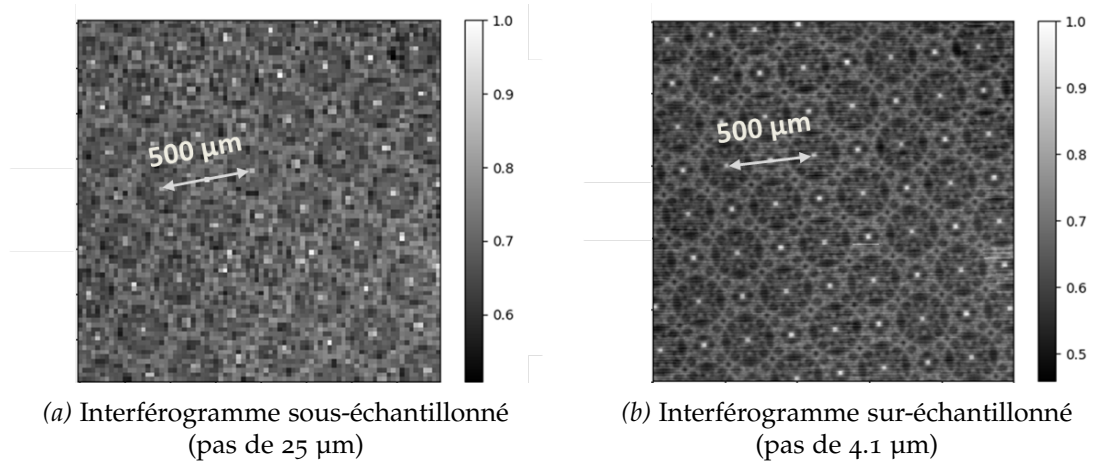 500 µm
1.0
0.9
0.8
0.7
0.6
(a) Interférogramme sous-échantillonné
(pas de 25 µm)
500 µm
1.0
0.9
0.8
0.7
0.6
0.5
(b) Interférogramme sur-échantillonné
(pas de 4.1 µm)